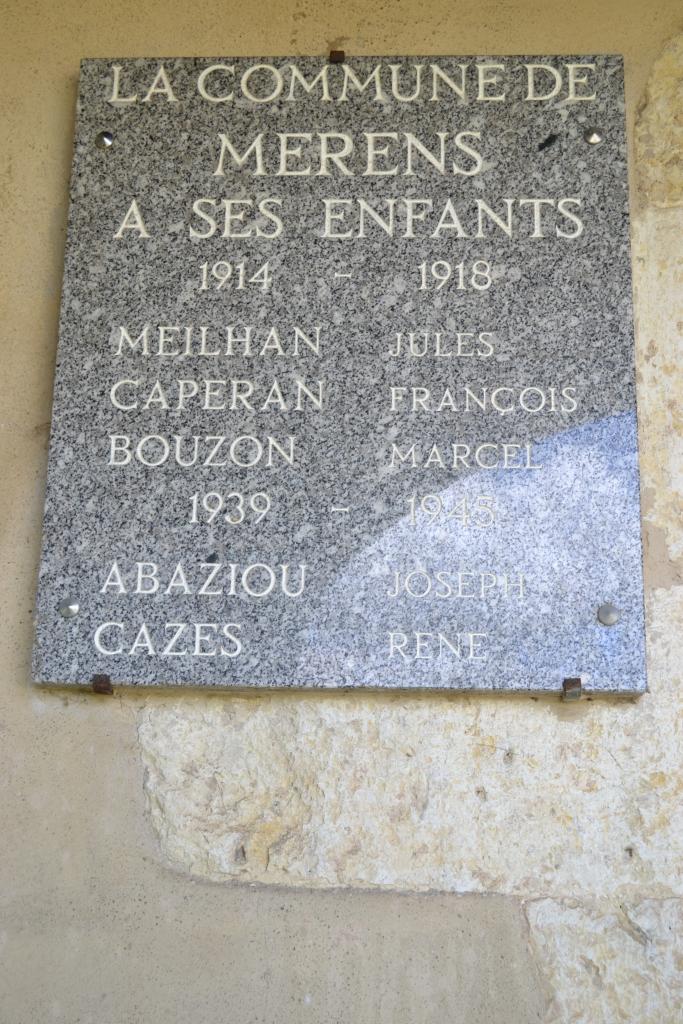 LA COMMUNE DE
MERENS
A SES ENFANTS
1914 - 1918
MEILHAN JULES
CAPERAN FRANÇOIS
BOUZON MARCEL
1939 - 1945
ABAZIOU JOSEPH
CAZES RENE